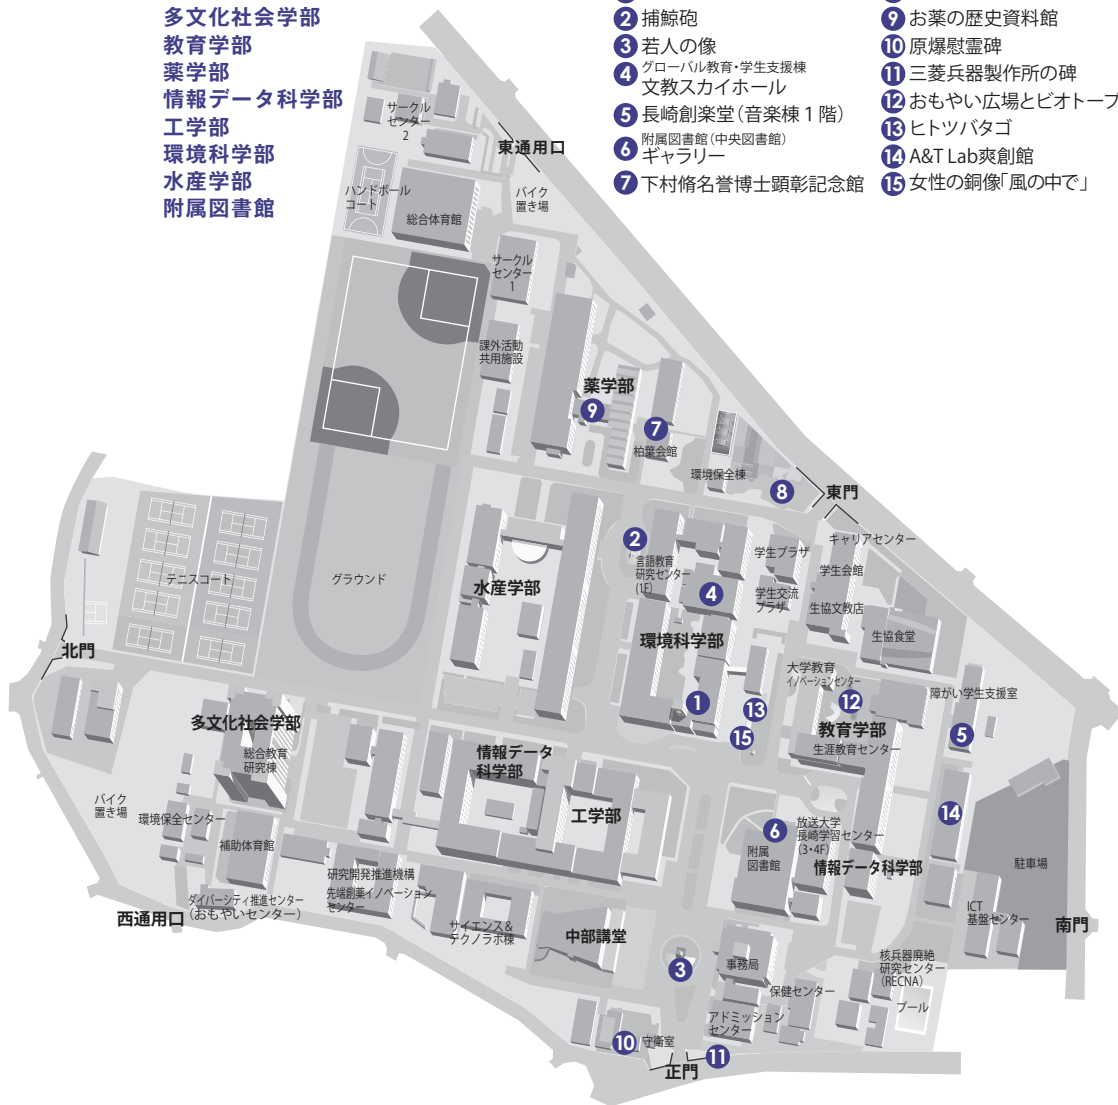 多文化社会学部
教育学部
薬学部
情報データ科学部
工学部
環境科学部
水産学部
附属図書館
2 捕鯨砲
3 若人の像
4 グローバル教育・学生支援棟
文教スカイホール
5 長崎創楽堂(音楽棟1階)
6 附属図書館(中央図書館)
ギャラリー
7 下村脩名誉博士顕彰記念館
9 お薬の歴史資料館
10 原爆慰霊碑
11 三菱兵器製作所の碑
12 おもやい広場とビオトープ
13 ヒトツバタゴ
14 A&T Lab爽創館
15 女性の銅像「風の中で」
サークル
センター
2
東通用口
ハンドボール
コート
総合体育館
バイク
置き場
サークル
センター
1
課外活動
共用施設
薬学部
9
7
柏葉会館
環境保全棟
8
東門
2
言語教育
研究センター
(1F)
4
学生プラザ
学生交流
プラザ
キャリアセンター
学生会館
生協文教店
生協食堂
テニスコート
グラウンド
水産学部
環境科学部
北門
大学教育
イノベーションセンター
12
障がい学生支援室
1
13
15
教育学部
生涯教育センター
5
多文化社会学部
総合教育
研究棟
情報データ
科学部
工学部
バイク
置き場
環境保全センター
補助体育館
6
附属
図書館
放送大学
長崎学習センター
(3・4F)
情報データ科学部
14
駐車場
研究開発推進機構
先端創薬イノベーション
センター
ダイバーシティ推進センター
(おもやいセンター)
西通用口
サイエンス&
テクノラボ棟
中部講堂
ICT
基盤センター
南門
3
事務局
保健センター
核兵器廃絶
研究センター
(RECNA)
プール
アドミッション
センター
10
守衛室
11
正門